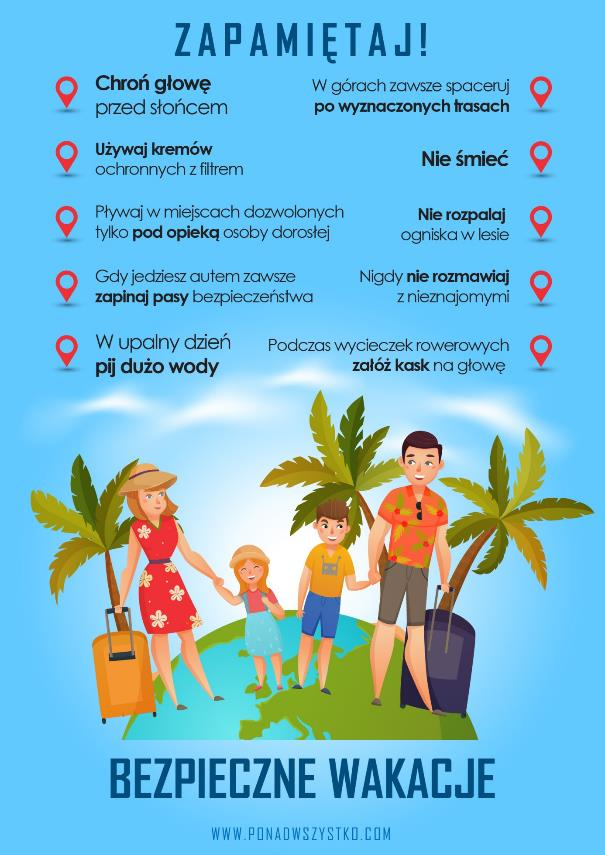 ZAPAMIĘTAJ!
Chroń głowę
przed słońcem
Używaj kremów
ochronnych z filtrem
Pływaj w miejscach dozwolonych
tylko pod opieką osoby dorosłej
Gdy jedziesz autem zawsze
zapinaj pasy bezpieczeństwa
W upalny dzień
pij dużo wody
W górach zawsze spaceruj
po wyznaczonych trasach
Nie śmieć
Nie rozpalaj
ogniska w lesie
Nigdy nie rozmawiaj
z nieznajomymi
Podczas wycieczek rowerowych
załóż kask na głowę
BEZPIECZNE WAKACJE
WWW.PONADWSZYSTKO.COM